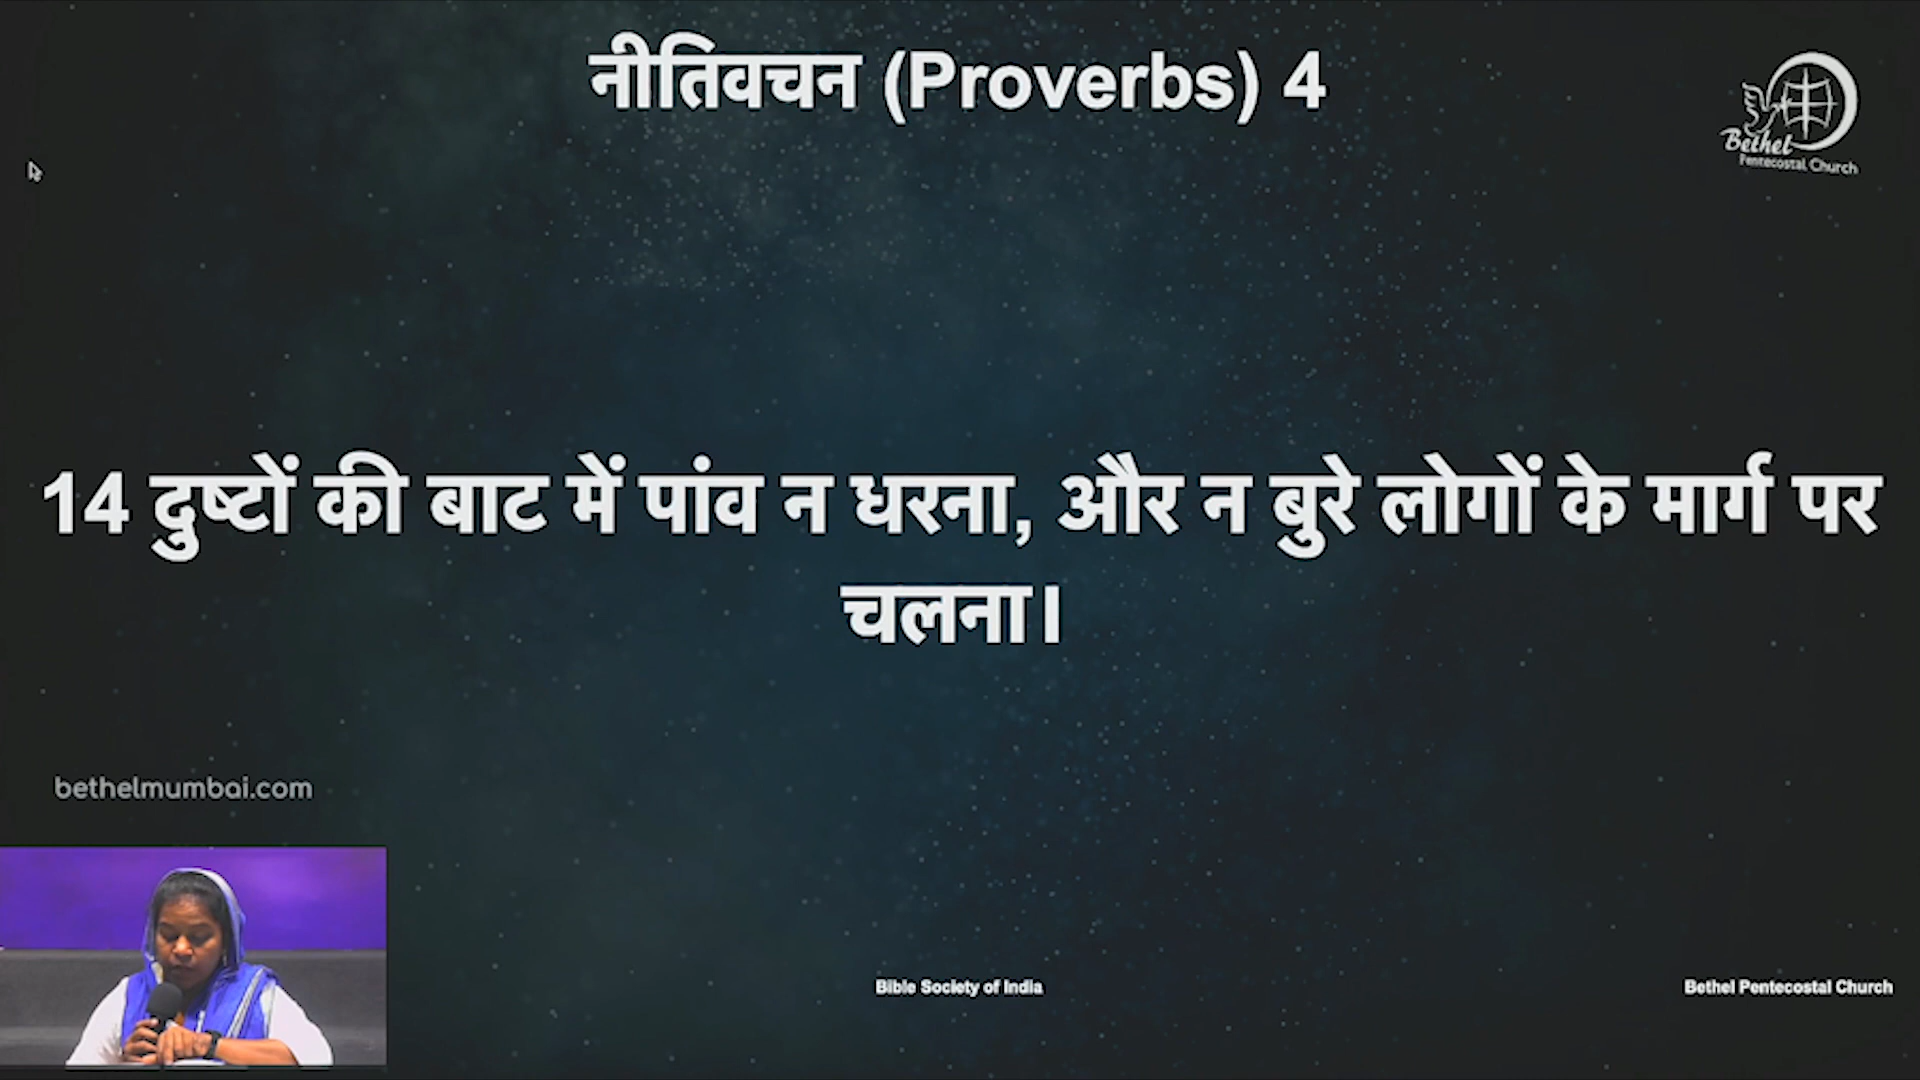 नीतिवचन (Proverbs) 4
Bethel
Pentecostal Church
14 दुष्टों की बाट में पांव न धरना, और न बुरे लोगों के मार्ग पर
चलना।
bethelmumbai.com
Bible Society of India
Bethel Pentecostal Church